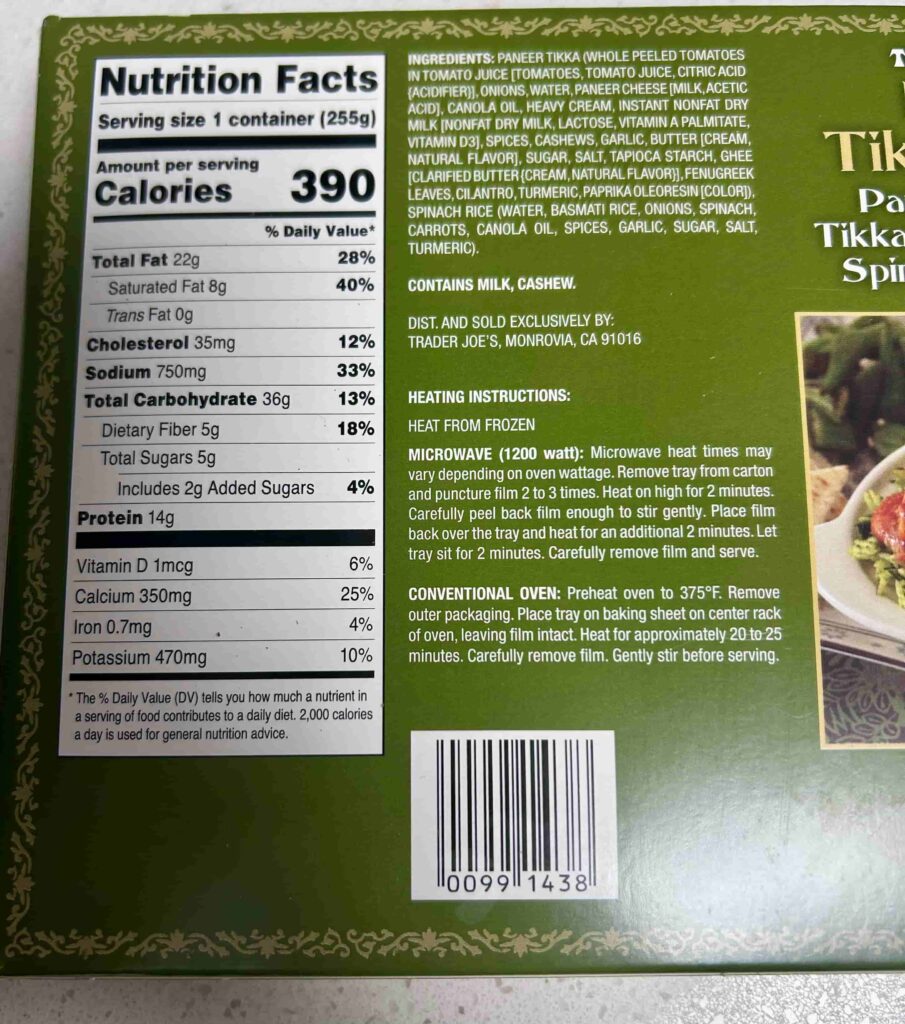 Nutrition Facts
Serving size 1 container (255g)
Amount per serving
Calories 390
% Daily Value*
Total Fat 22g 28%
Saturated Fat 8g 40%
Trans Fat 0g
Cholesterol 35mg 12%
Sodium 750mg 33%
Total Carbohydrate 36g 13%
Dietary Fiber 5g 18%
Total Sugars 5g
Includes 2g Added Sugars 4%
Protein 14g
Vitamin D 1mcg 6%
Calcium 350mg 25%
Iron 0.7mg 4%
Potassium 470mg 10%
* The % Daily Value (DV) tells you how much a nutrient in
a serving of food contributes to a daily diet. 2,000 calories
a day is used for general nutrition advice.
INGREDIENTS: PANEER TIKKA (WHOLE PEELED TOMATOES
IN TOMATO JUICE [TOMATOES, TOMATO JUICE, CITRIC ACID
(ACIDIFIER)], ONIONS, WATER, PANEER CHEESE [MILK, ACETIC
ACID], CANOLA OIL, HEAVY CREAM, INSTANT NONFAT DRY
MILK [NONFAT DRY MILK, LACTOSE, VITAMIN A PALMITATE,
VITAMIN D3], SPICES, CASHEWS, GARLIC, BUTTER [CREAM,
NATURAL FLAVOR], SUGAR, SALT, TAPIOCA STARCH, GHEE
[CLARIFIED BUTTER {CREAM, NATURAL FLAVOR}], FENUGREEK
LEAVES, CILANTRO, TURMERIC, PAPRIKA OLEORESIN [COLOR]),
SPINACH RICE (WATER, BASMATI RICE, ONIONS, SPINACH,
CARROTS, CANOLA OIL, SPICES, GARLIC, SUGAR, SALT,
TURMERIC).
CONTAINS MILK, CASHEW.
DIST. AND SOLD EXCLUSIVELY BY:
TRADER JOE'S, MONROVIA, CA 91016
HEATING INSTRUCTIONS:
HEAT FROM FROZEN
MICROWAVE (1200 watt): Microwave heat times may
vary depending on oven wattage. Remove tray from carton
and puncture film 2 to 3 times. Heat on high for 2 minutes.
Carefully peel back film enough to stir gently. Place film
back over the tray and heat for an additional 2 minutes. Let
tray sit for 2 minutes. Carefully remove film and serve.
CONVENTIONAL OVEN: Preheat oven to 375°F. Remove
outer packaging. Place tray on baking sheet on center rack
of oven, leaving film intact. Heat for approximately 20 to 25
minutes. Carefully remove film. Gently stir before serving.
0099 1438
Tik
Pa
Tikka
Spi